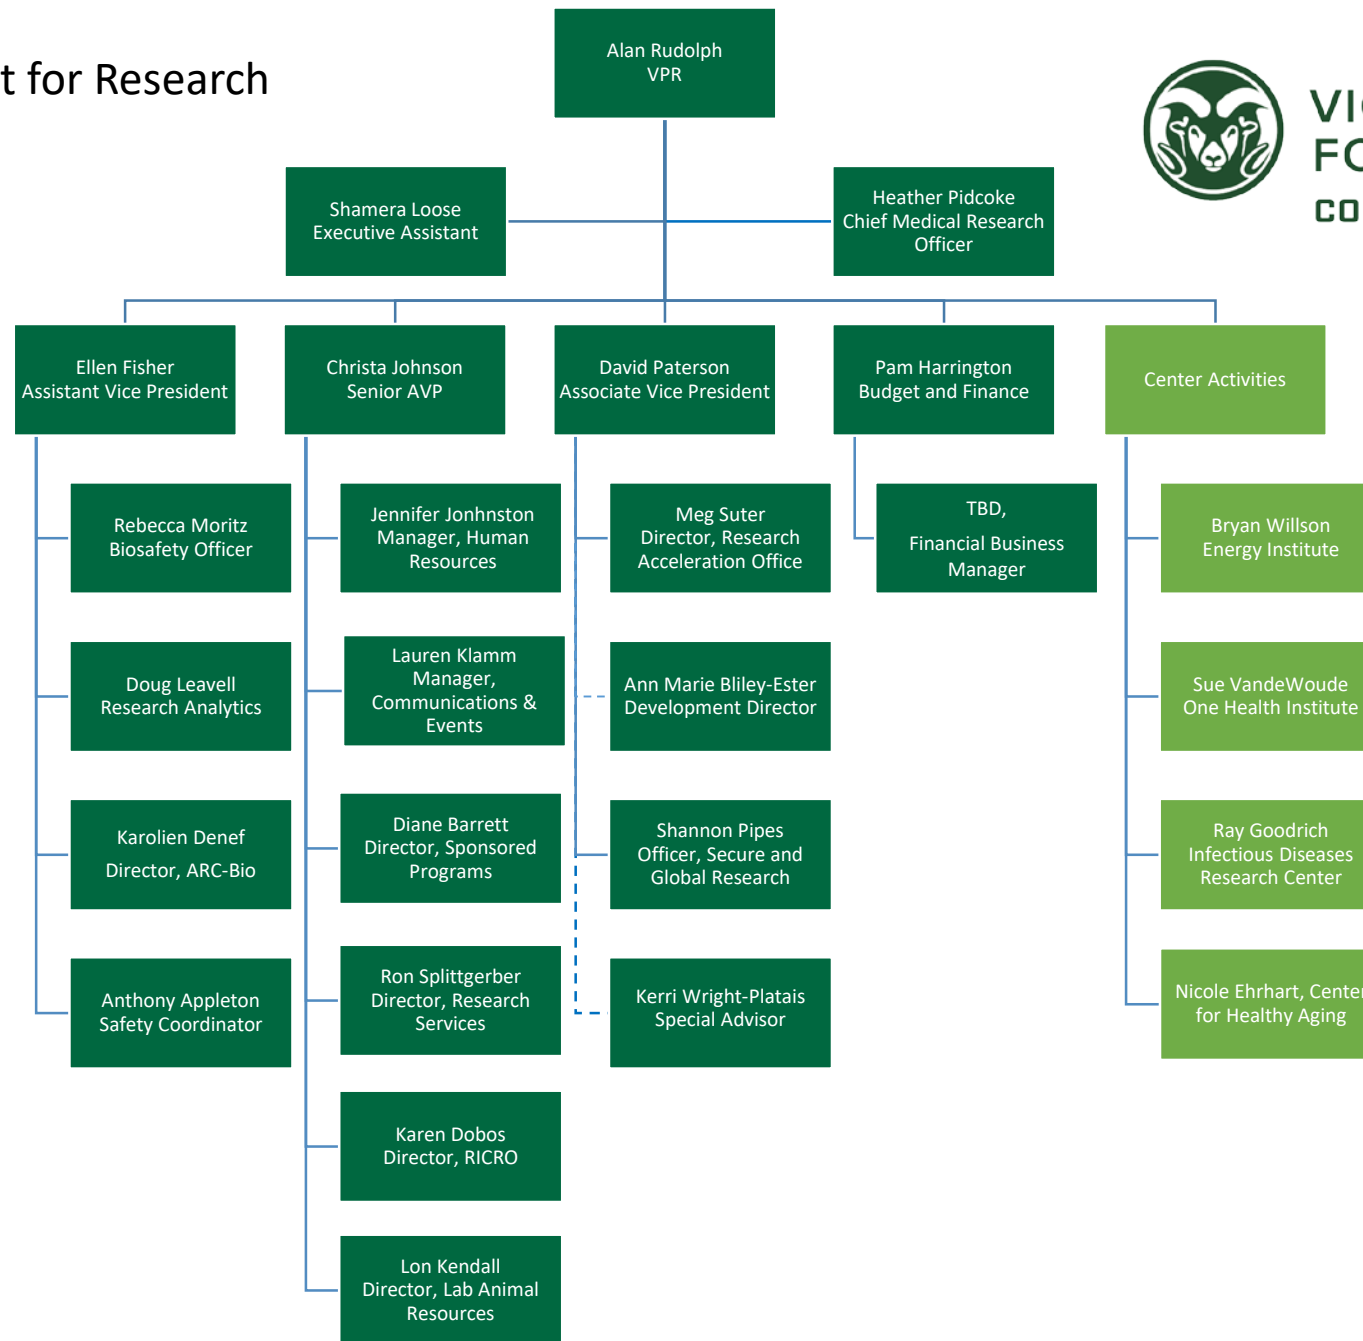 t for Research
Alan Rudolph
VPR
VI
FO
CO
Shamera Loose
Executive Assistant
Heather Pidcoke
Chief Medical Research
Officer
Ellen Fisher
Assistant Vice President
Christa Johnson
Senior AVP
David Paterson
Associate Vice President
Pam Harrington
Budget and Finance
Center Activities
Rebecca Moritz
Biosafety Officer
Jennifer Jonhnston
Manager, Human
Resources
Meg Suter
Director, Research
Acceleration Office
TBD,
Financial Business
Manager
Bryan Willson
Energy Institute
Doug Leavell
Research Analytics
Lauren Klamm
Manager,
Communications &
Events
Ann Marie Bliley-Ester
Development Director
Sue VandeWoude
One Health Institute
Karolien Denef
Director, ARC-Bio
Diane Barrett
Director, Sponsored
Programs
Shannon Pipes
Officer, Secure and
Global Research
Ray Goodrich
Infectious Diseases
Research Center
Anthony Appleton
Safety Coordinator
Ron Splittgerber
Director, Research
Services
Kerri Wright-Platais
Special Advisor
Nicole Ehrhart, Center
for Healthy Aging
Karen Dobos
Director, RICRO
Lon Kendall
Director, Lab Animal
Resources